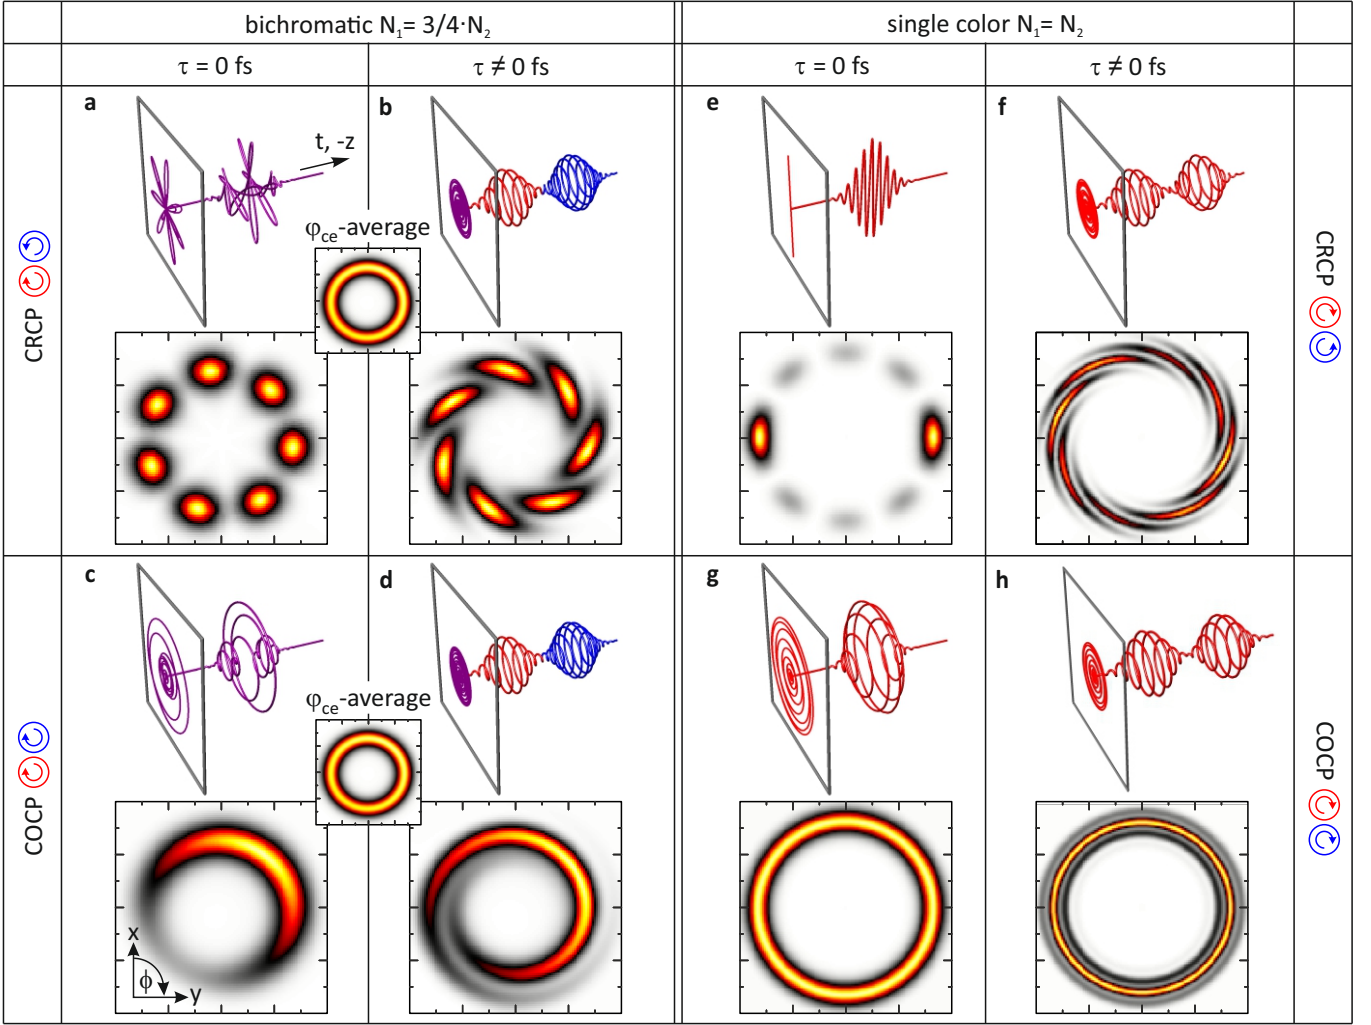 bichromatic N₁= 3/4·N₂
single color N₁= N₂
τ = 0 fs
τ ≠ 0 fs
τ = 0 fs
τ ≠ 0 fs
a
b
e
f
t, -z
φce-average
CRCP
CRCP
c
d
g
h
φce-average
COCP
COCP
x
ϕ
y